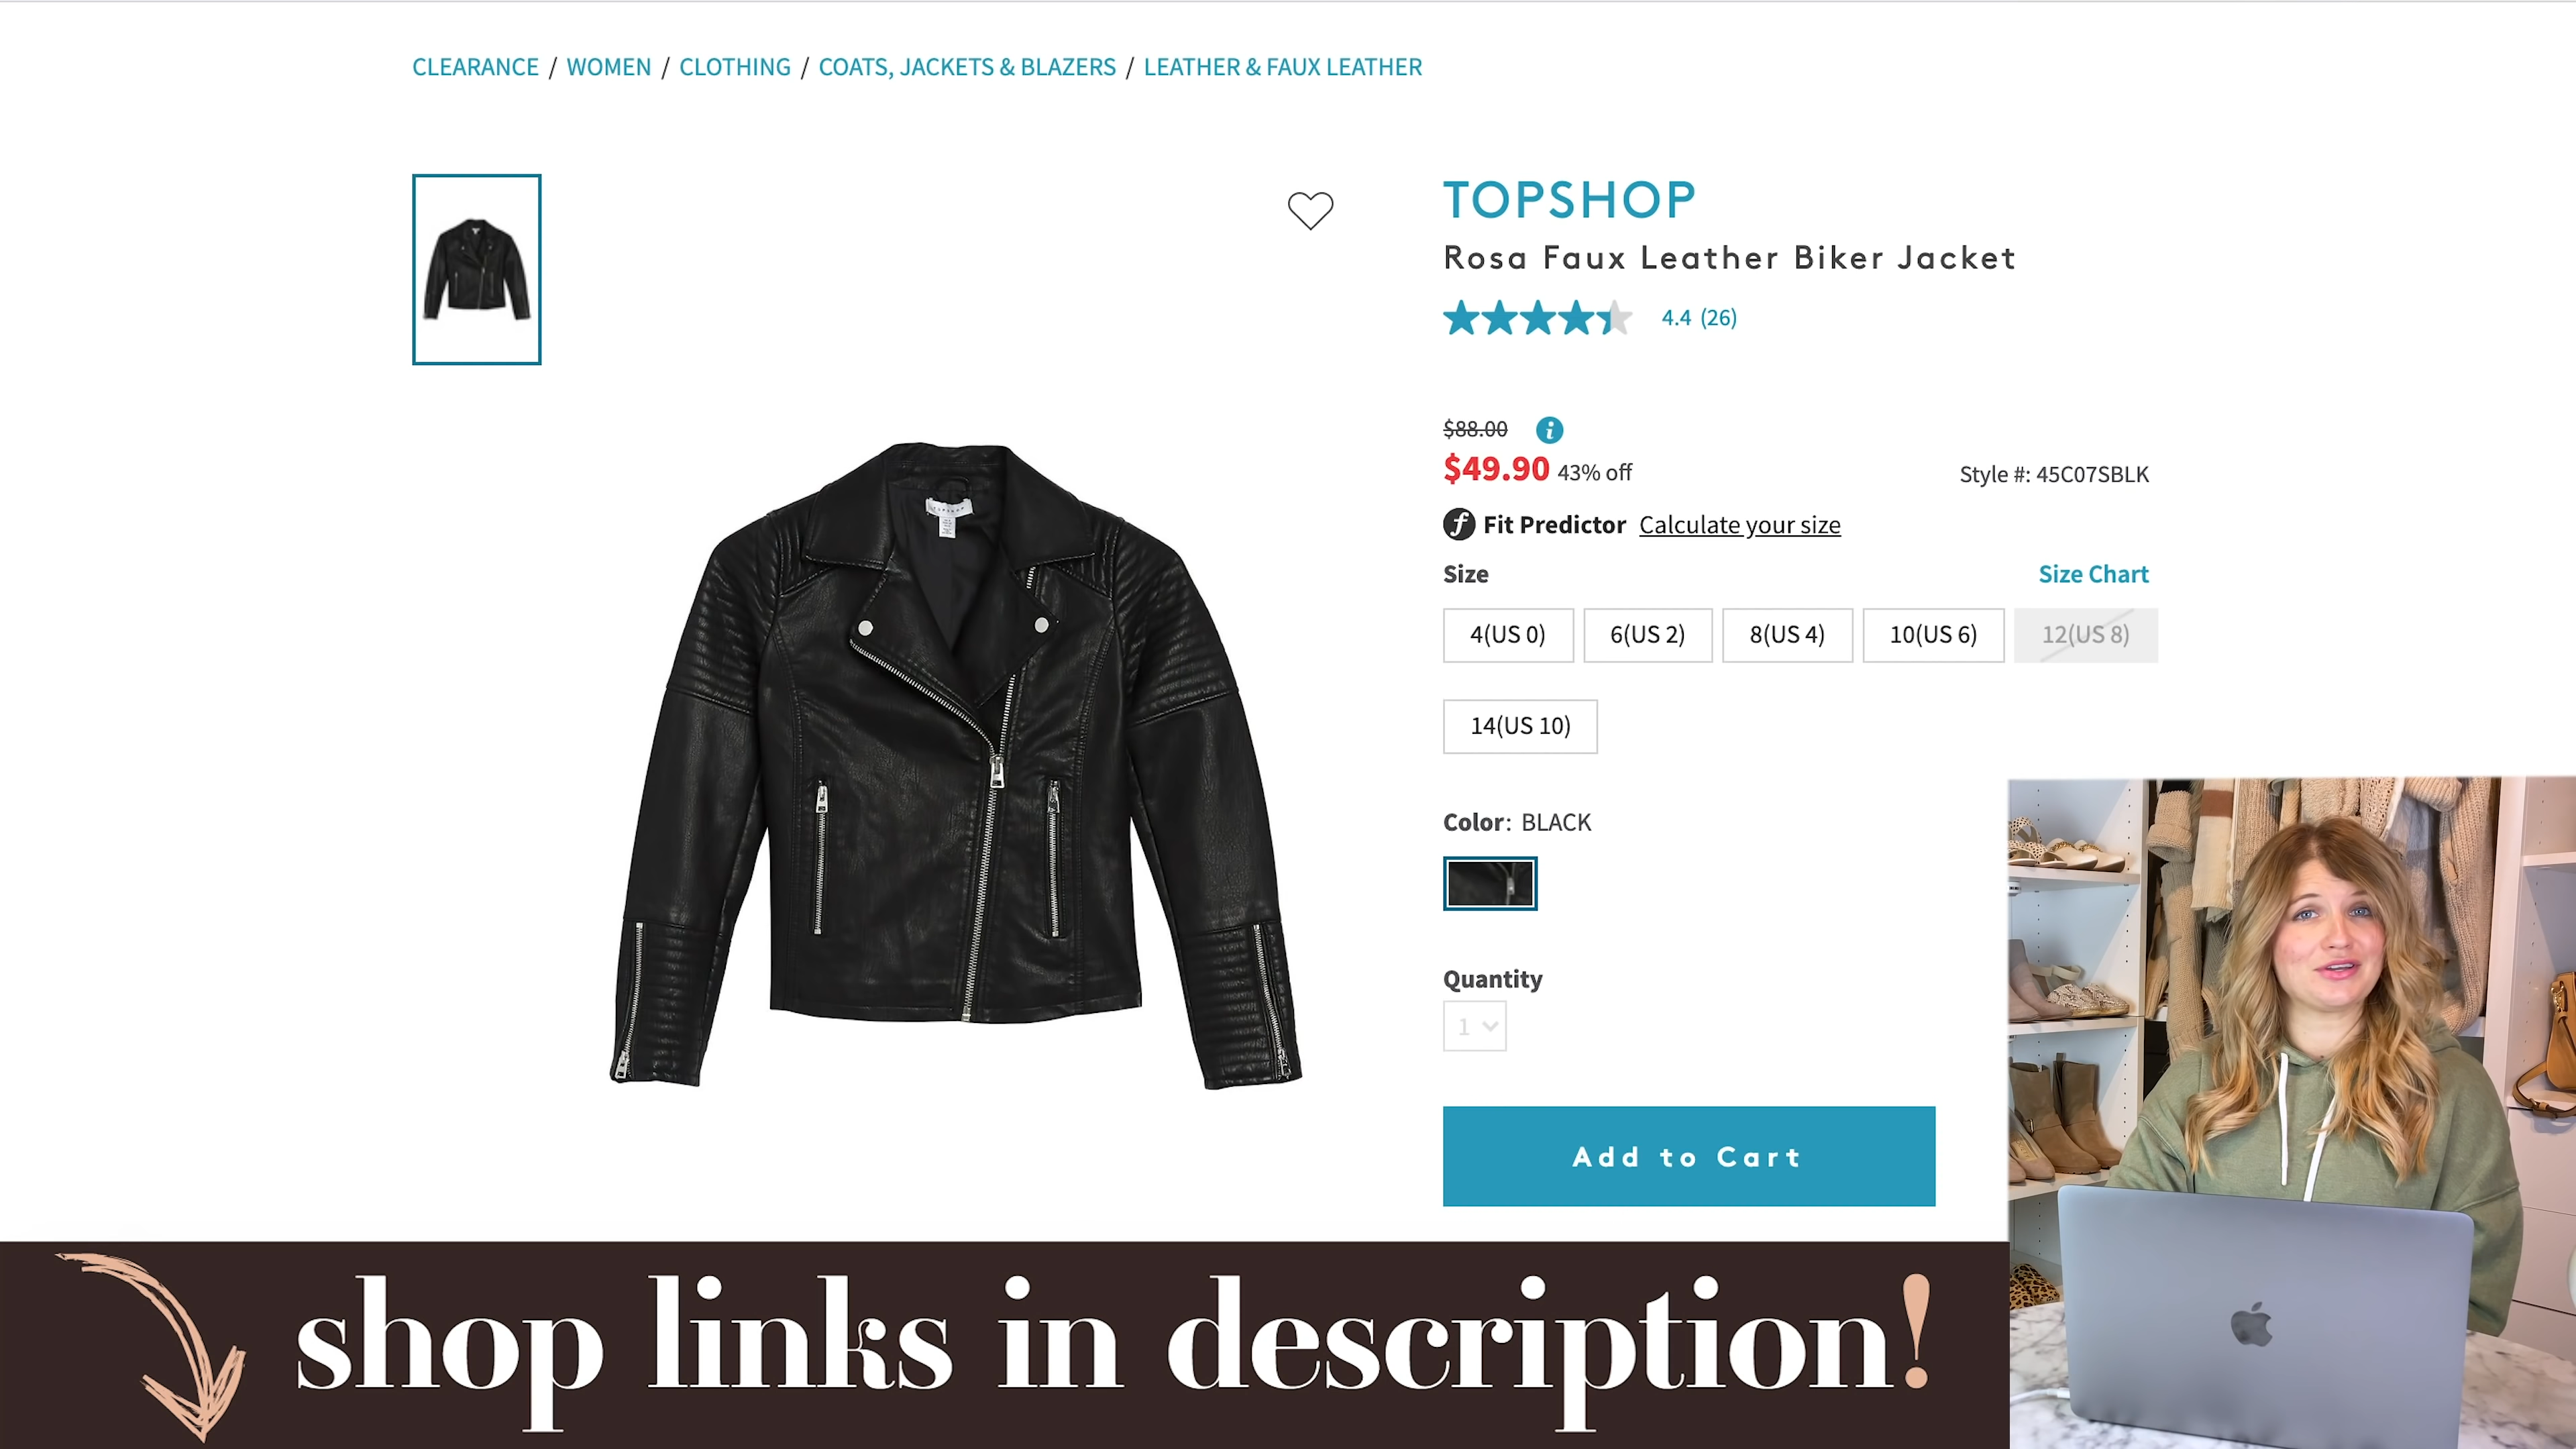 CLEARANCE / WOMEN / CLOTHING / COATS, JACKETS & BLAZERS / LEATHER & FAUX LEATHER
TOPSHOP
Rosa Faux Leather Biker Jacket
4.4 (26)
$88.00
$49.90 43% off
Style #: 45C07SBLK
Fit Predictor Calculate your size
Size
Size Chart
4(US 0)
6(US 2)
8(US 4)
10(US 6)
12(US 8)
14(US 10)
Color: BLACK
Quantity
1
Add to Cart
shop links in description!